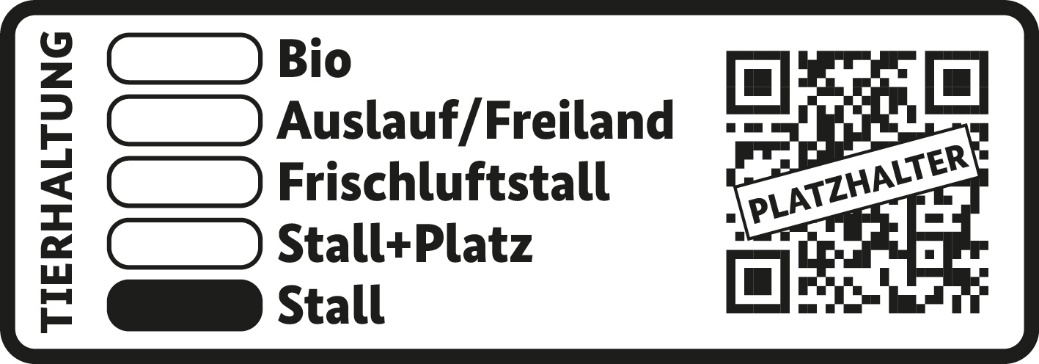 TIERHALTUNG
Bio
Auslauf/Freiland
Frischluftstall
Stall+Platz
Stall
PLATZHALTER